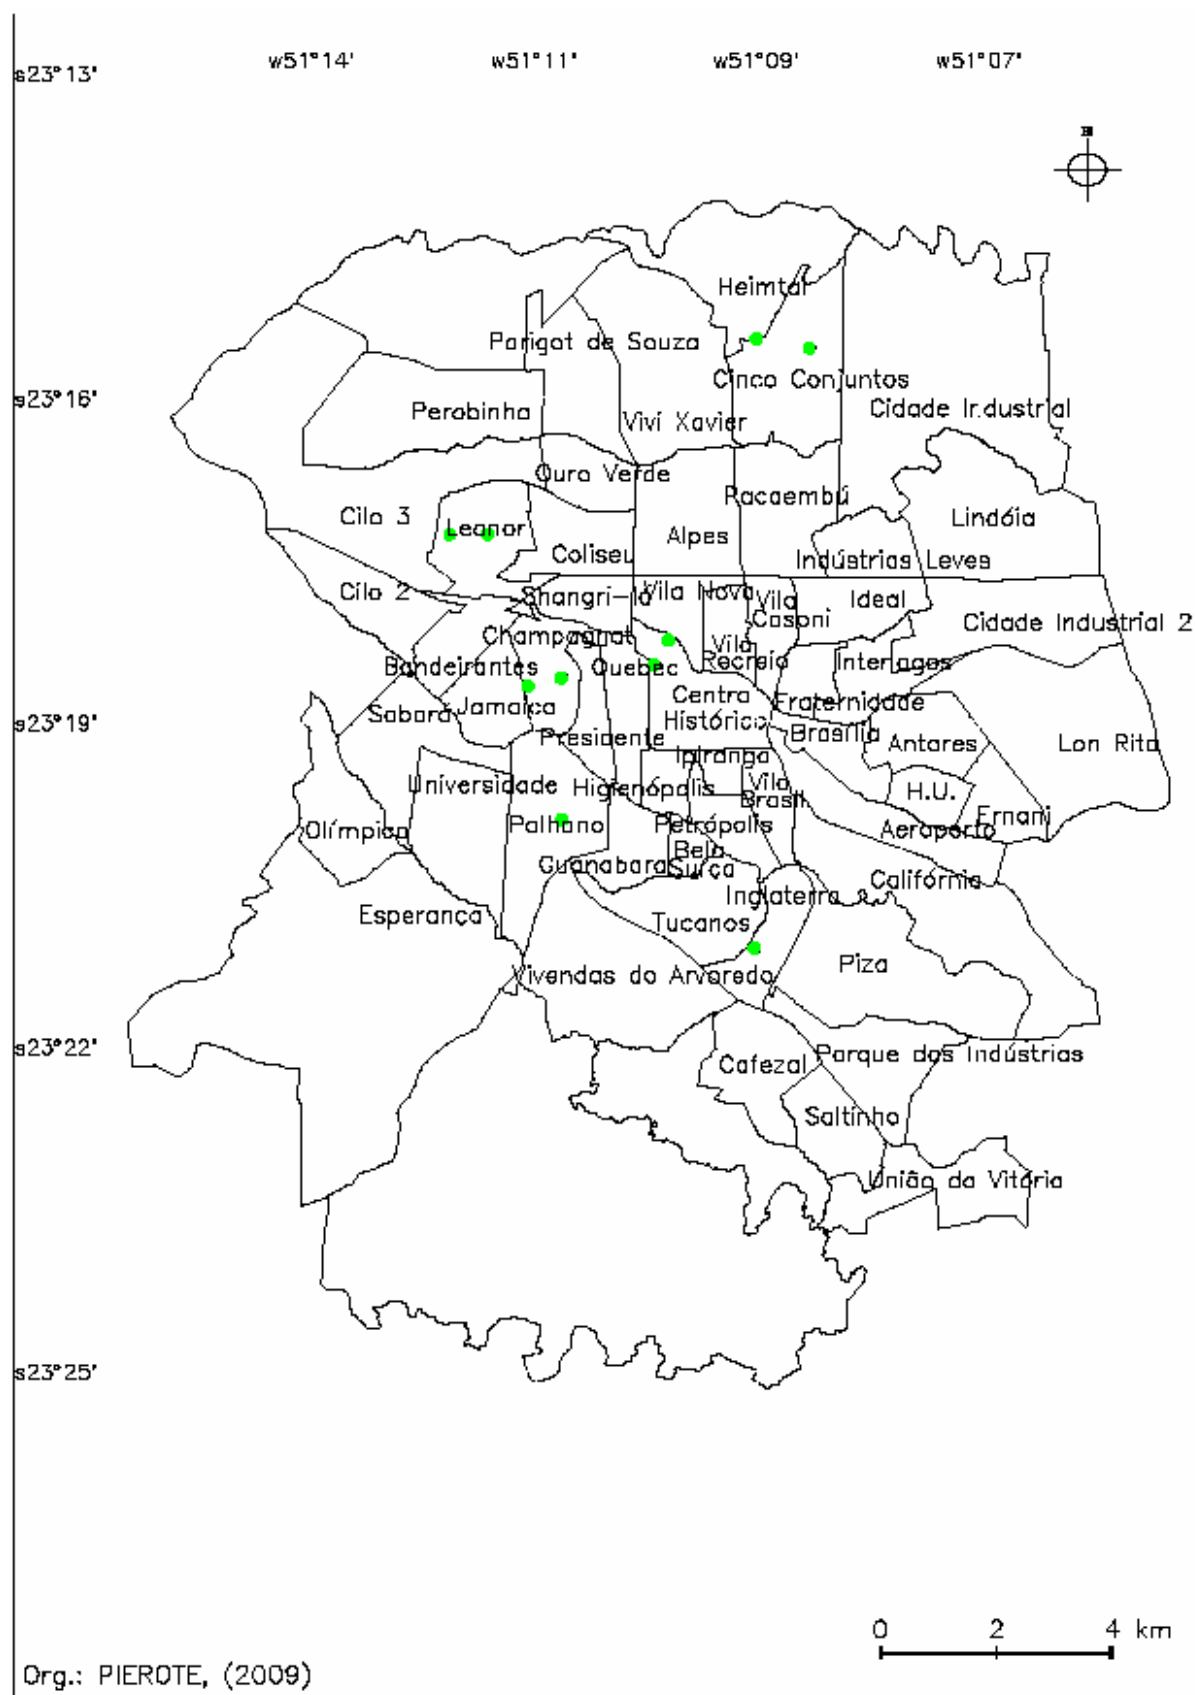 w51°14' w51°11' w51°09' w51°07'
s23°13'
Heimtal
Parigot de Souza
Cinco Conjuntos
s23°16'
Perobinha
Cidade Industrial
Vivi Xavier
Ouro Verde
Pacaembú
Cilo 3
Leonor
Lindóia
Alpes
Coliseu
Indústrias Leves
Cilo 2
Shangri-lá
Vila Nova
Vila
Casoni
Ideal
Cidade Industrial 2
Champagnat
Vila
Recreio
Bandeirantes
Quebec
Interlagos
Centro
Histórico
Fraternidade
Sabará
Jamaica
s23°19'
Brasília
Presidente
Antares
Lon Rita
Ipiranga
Universidade
Higienópolis
Vila
Brasil
H.U.
Ernani
Olímpico
Palhano
Petrópolis
Aeroporto
Guanabara
Bela
Suíça
Califórnia
Inglaterra
Esperança
Tucanos
Vivendas do Arvoredo
Piza
s23°22'
Cafezal
Parque das Indústrias
Saltinho
União da Vitória
s23°25'
0 2 4 km
Org.: PIEROTE, (2009)